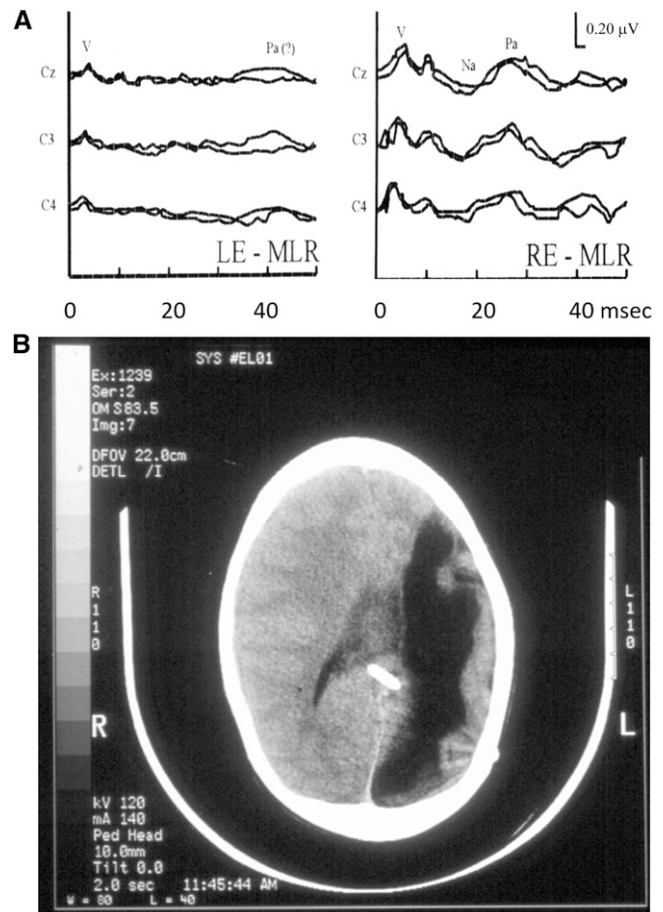 A
V
Pa (?)
Cz
C3
C4
LE - MLR
0 20 40
V
Na
Pa
0.20 µV
Cz
C3
C4
RE - MLR
0 20 40 msec
B
SYS #EL01
Ex:1239
Ser:2
OM S83.5
Img:7
DFOV 22.0cm
DETL /I
R
1
1
0
L
1
1
0
R
L
kV 120
mA 140
Ped Head
10.0mm
Tilt 0.0
2.0 sec 11:45:44 AM
W = 80 L = 40